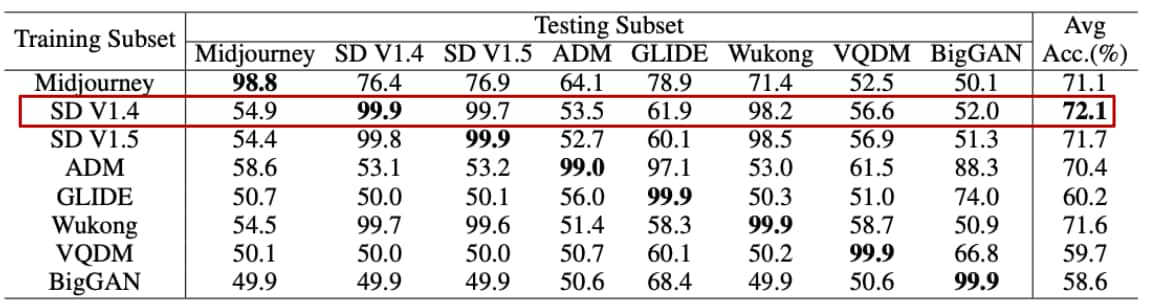 Training Subset Testing Subset Avg Acc.(%)
Midjourney SD V1.4 SD V1.5 ADM GLIDE Wukong VQDM BigGAN
Midjourney 98.8 76.4 76.9 64.1 78.9 71.4 52.5 50.1 71.1
SD V1.4 54.9 99.9 99.7 53.5 61.9 98.2 56.6 52.0 72.1
SD V1.5 54.4 99.8 99.9 52.7 60.1 98.5 56.9 51.3 71.7
ADM 58.6 53.1 53.2 99.0 97.1 53.0 61.5 88.3 70.4
GLIDE 50.7 50.0 50.1 56.0 99.9 50.3 51.0 74.0 60.2
Wukong 54.5 99.7 99.6 51.4 58.3 99.9 58.7 50.9 71.6
VQDM 50.1 50.0 50.0 50.7 60.1 50.2 99.9 66.8 59.7
BigGAN 49.9 49.9 49.9 50.6 68.4 49.9 50.6 99.9 58.6